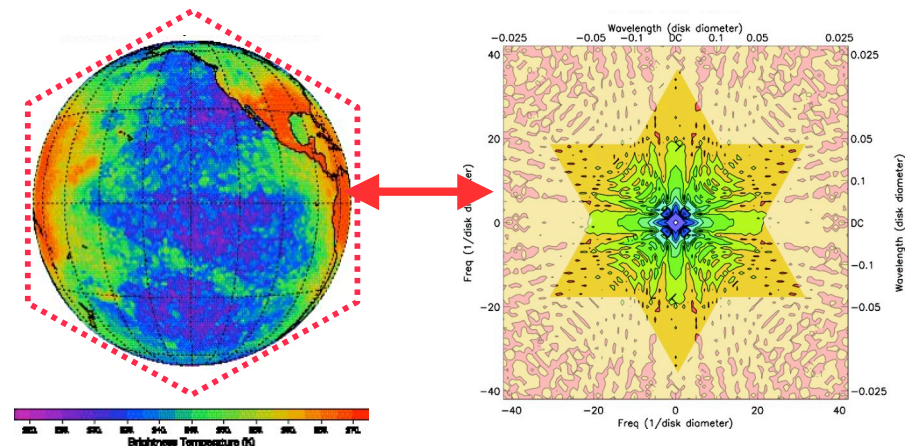 Wavelength (disk diameter)
-0.025 -0.05 -0.1 DC 0.1 0.05 0.025
40
20
0
-20
-40
Freq (1/disk diameter)
0.025
0.05
0.1
DC
-0.1
-0.05
-0.025
Wavelength (disk diameter)
-40 -20 0 20 40
Freq (1/disk diameter)
Brightness Temperature (K)